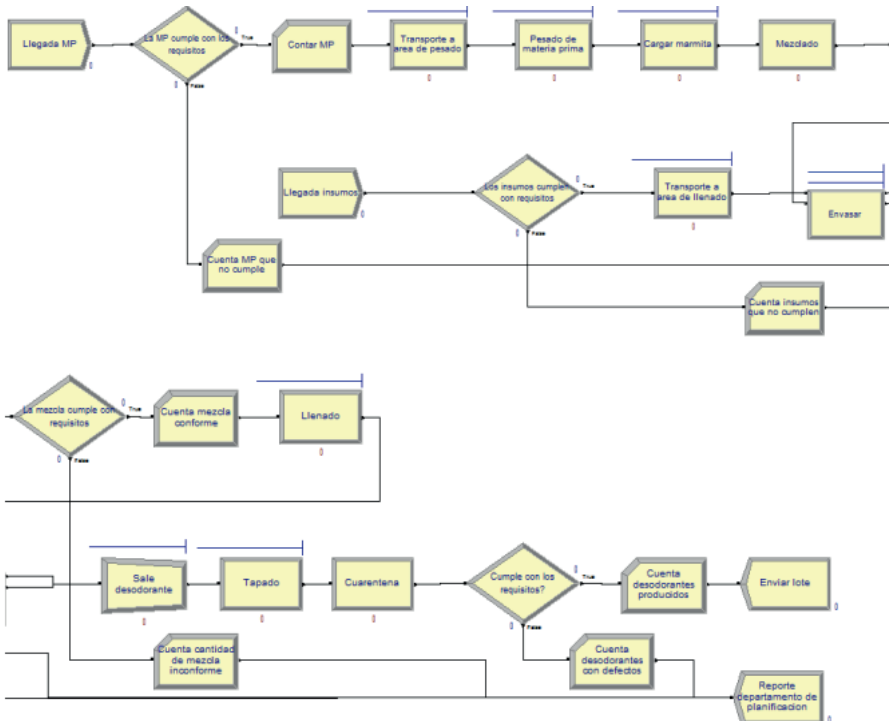 Llegada MP
0
La MP cumple con los
requisitos
0
True
0
False
Contar MP
Transporte a
area de pesado
0
Pesado de
materia prima
0
Cargar marmita
0
Mezclado
0
Llegada insumos
0
Los insumos cumplen
con requisitos
0
True
0
False
Transporte a
area de llenado
0
Envasar
Cuenta MP que
no cumple
Cuenta insumos
que no cumplen
La mezcla cumple con
requisitos
0
True
0
False
Cuenta mezcla
conforme
Llenado
0
Sale
desodorante
0
Tapado
0
Cuarentena
0
Cumple con los
requisitos?
0
True
0
False
Cuenta
desodorantes
producidos
Enviar lote
0
Cuenta cantidad
de mezcla
inconforme
Cuenta
desodorantes
con defectos
Reporte
departamento de
planificacion
0